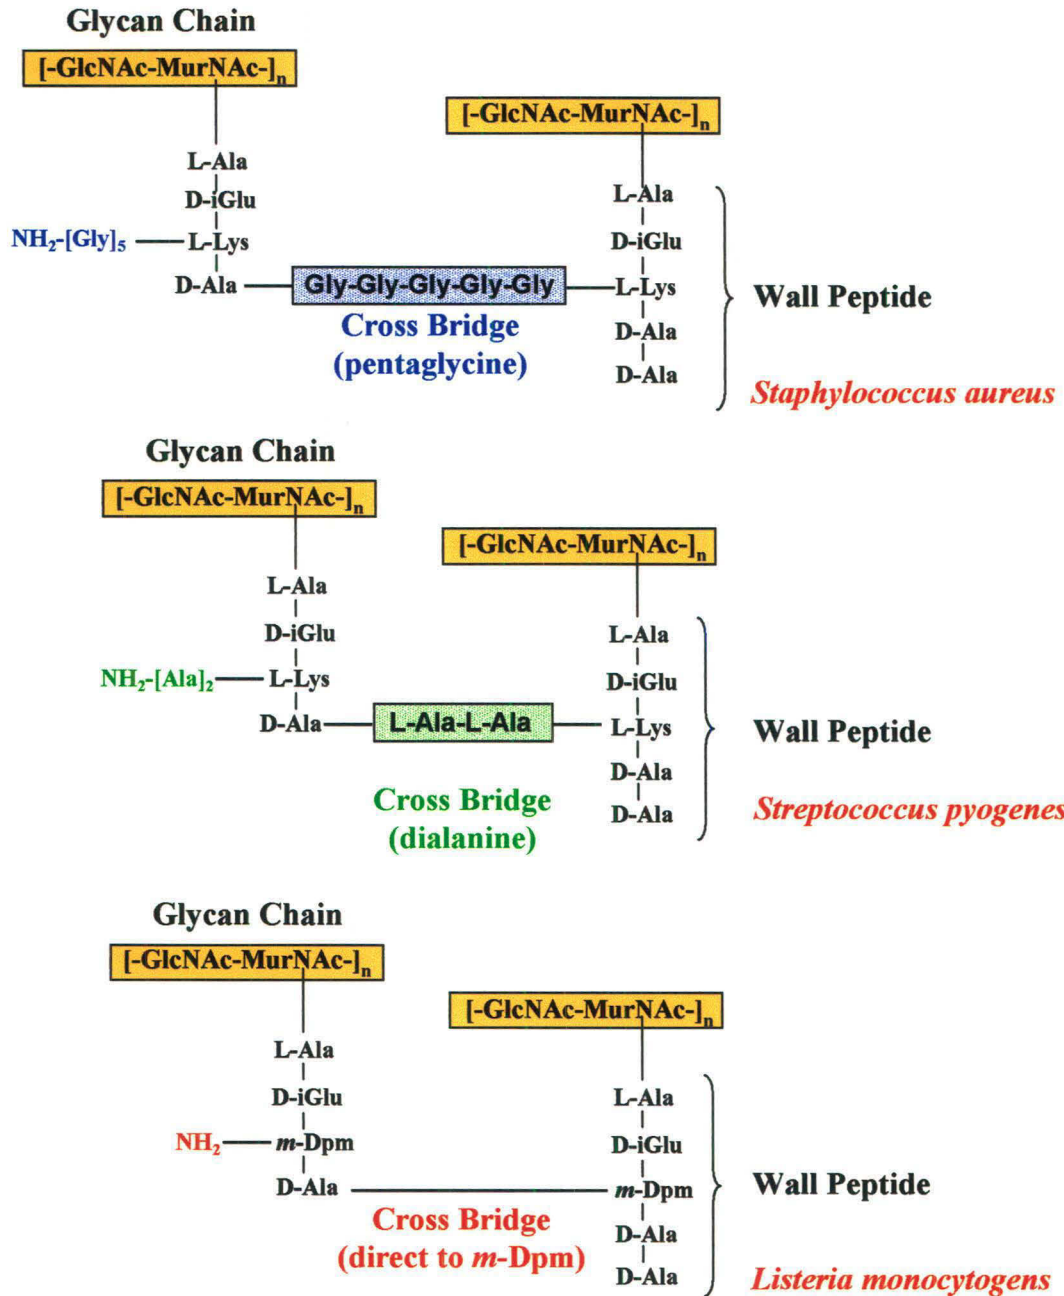 Glycan Chain
[-GlcNAc-MurNAc-]n
[-GlcNAc-MurNAc-]n
L-Ala
D-iGlu
NH2-[Gly]5
L-Lys
D-Ala
Gly-Gly-Gly-Gly-Gly
Cross Bridge
(pentaglycine)
L-Ala
D-iGlu
L-Lys
D-Ala
D-Ala
Wall Peptide
Staphylococcus aureus
Glycan Chain
[-GlcNAc-MurNAc-]n
[-GlcNAc-MurNAc-]n
L-Ala
D-iGlu
NH2-[Ala]2
L-Lys
D-Ala
L-Ala-L-Ala
Cross Bridge
(dialanine)
L-Ala
D-iGlu
L-Lys
D-Ala
D-Ala
Wall Peptide
Streptococcus pyogenes
Glycan Chain
[-GlcNAc-MurNAc-]n
[-GlcNAc-MurNAc-]n
L-Ala
D-iGlu
NH2
m-Dpm
D-Ala
Cross Bridge
(direct to m-Dpm)
L-Ala
D-iGlu
m-Dpm
D-Ala
D-Ala
Wall Peptide
Listeria monocytogens